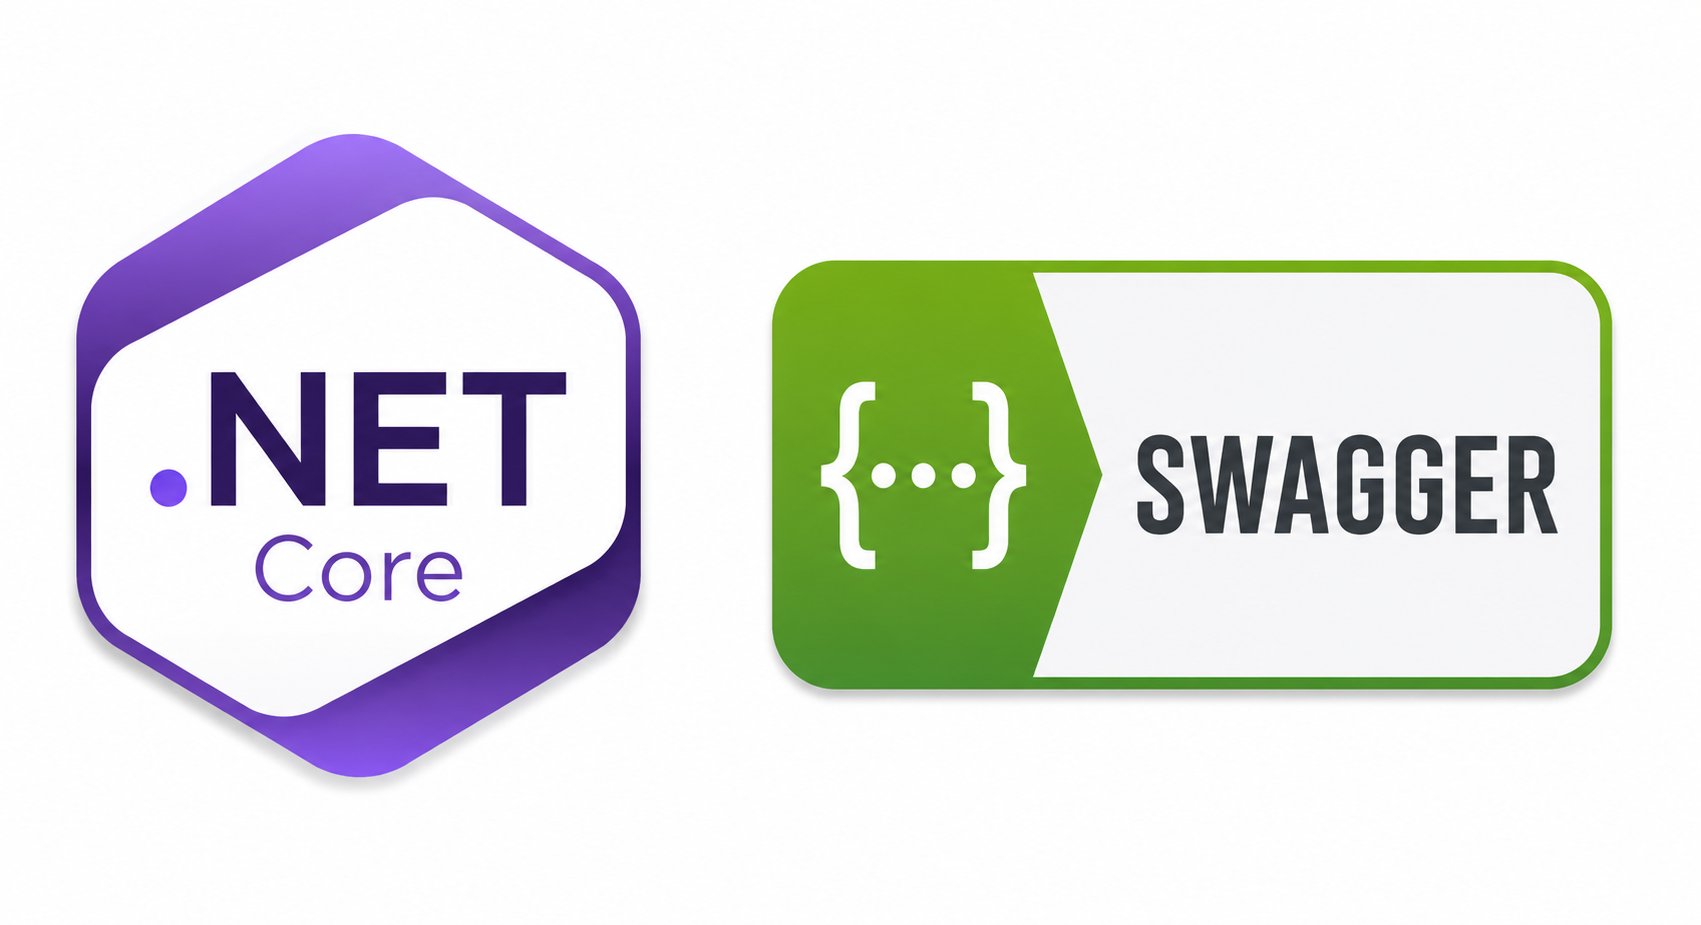 .NET
Core
{...}
SWAGGER